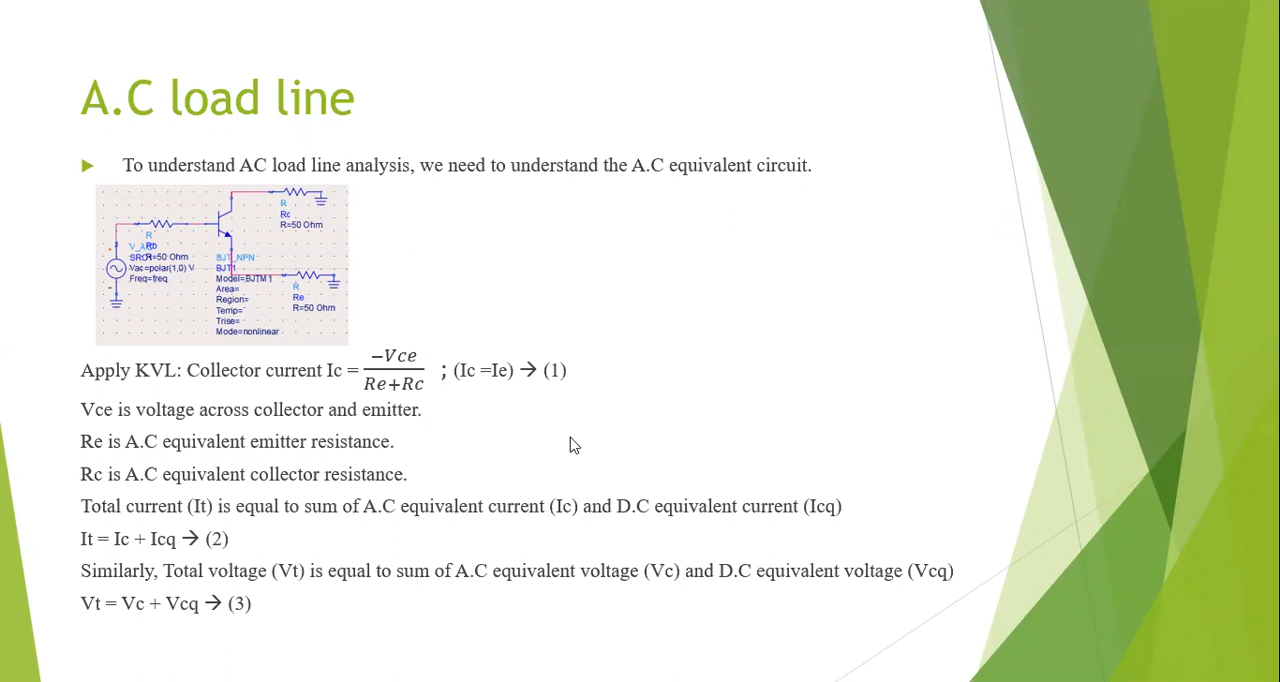 A.C load line
To understand AC load line analysis, we need to understand the A.C equivalent circuit.
R
Rc
R=50 Ohm
R
Rb
R=50 Ohm
V_AC
SRC1
Vac=polar(1,0) V
Freq=freq
BJT_NPN
BJT1
Model=BJTM1
Area=
Region=
Temp=
Trise=
Mode=nonlinear
R
Re
R=50 Ohm
Apply KVL: Collector current Ic = −Vce / Re+Rc ; (Ic =Ie) → (1)
Vce is voltage across collector and emitter.
Re is A.C equivalent emitter resistance.
Rc is A.C equivalent collector resistance.
Total current (It) is equal to sum of A.C equivalent current (Ic) and D.C equivalent current (Icq)
It = Ic + Icq → (2)
Similarly, Total voltage (Vt) is equal to sum of A.C equivalent voltage (Vc) and D.C equivalent voltage (Vcq)
Vt = Vc + Vcq → (3)